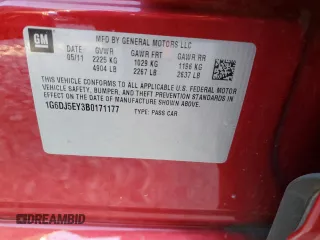 GM
MFD BY GENERAL MOTORS LLC
05/11 GVWR GAWR FRT GAWR RR
2225 KG 1029 KG 1196 KG
4904 LB 2267 LB 2637 LB
THIS VEHICLE CONFORMS TO ALL APPLICABLE U.S. FEDERAL MOTOR VEHICLE
SAFETY, BUMPER, AND THEFT PREVENTION STANDARDS IN EFFECT ON THE
DATE OF MANUFACTURE SHOWN ABOVE.
1G6DJ5EY3B0171177
TYPE: PASS CAR
DREAMBID